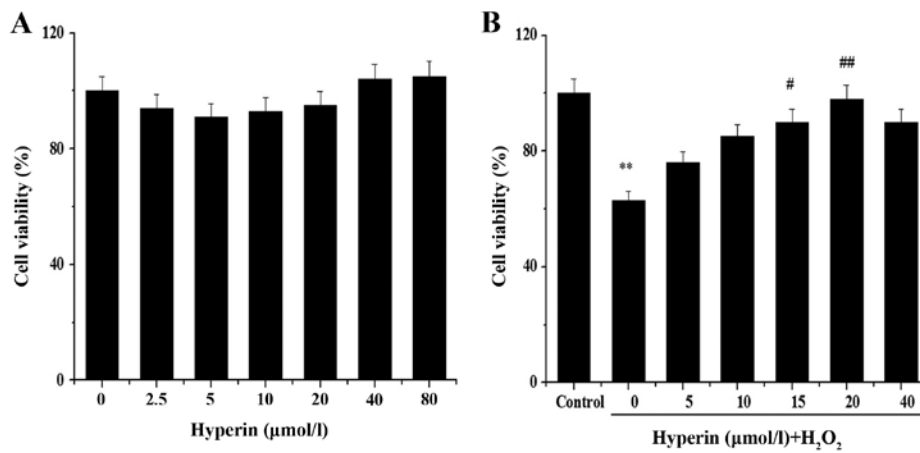 A
120
80
40
0
Cell viability (%)
0 2.5 5 10 20 40 80
Hyperin (μmol/l)
B
120
80
40
0
Cell viability (%)
**
#
##
Control 0 5 10 15 20 40
Hyperin (μmol/l)+H₂O₂